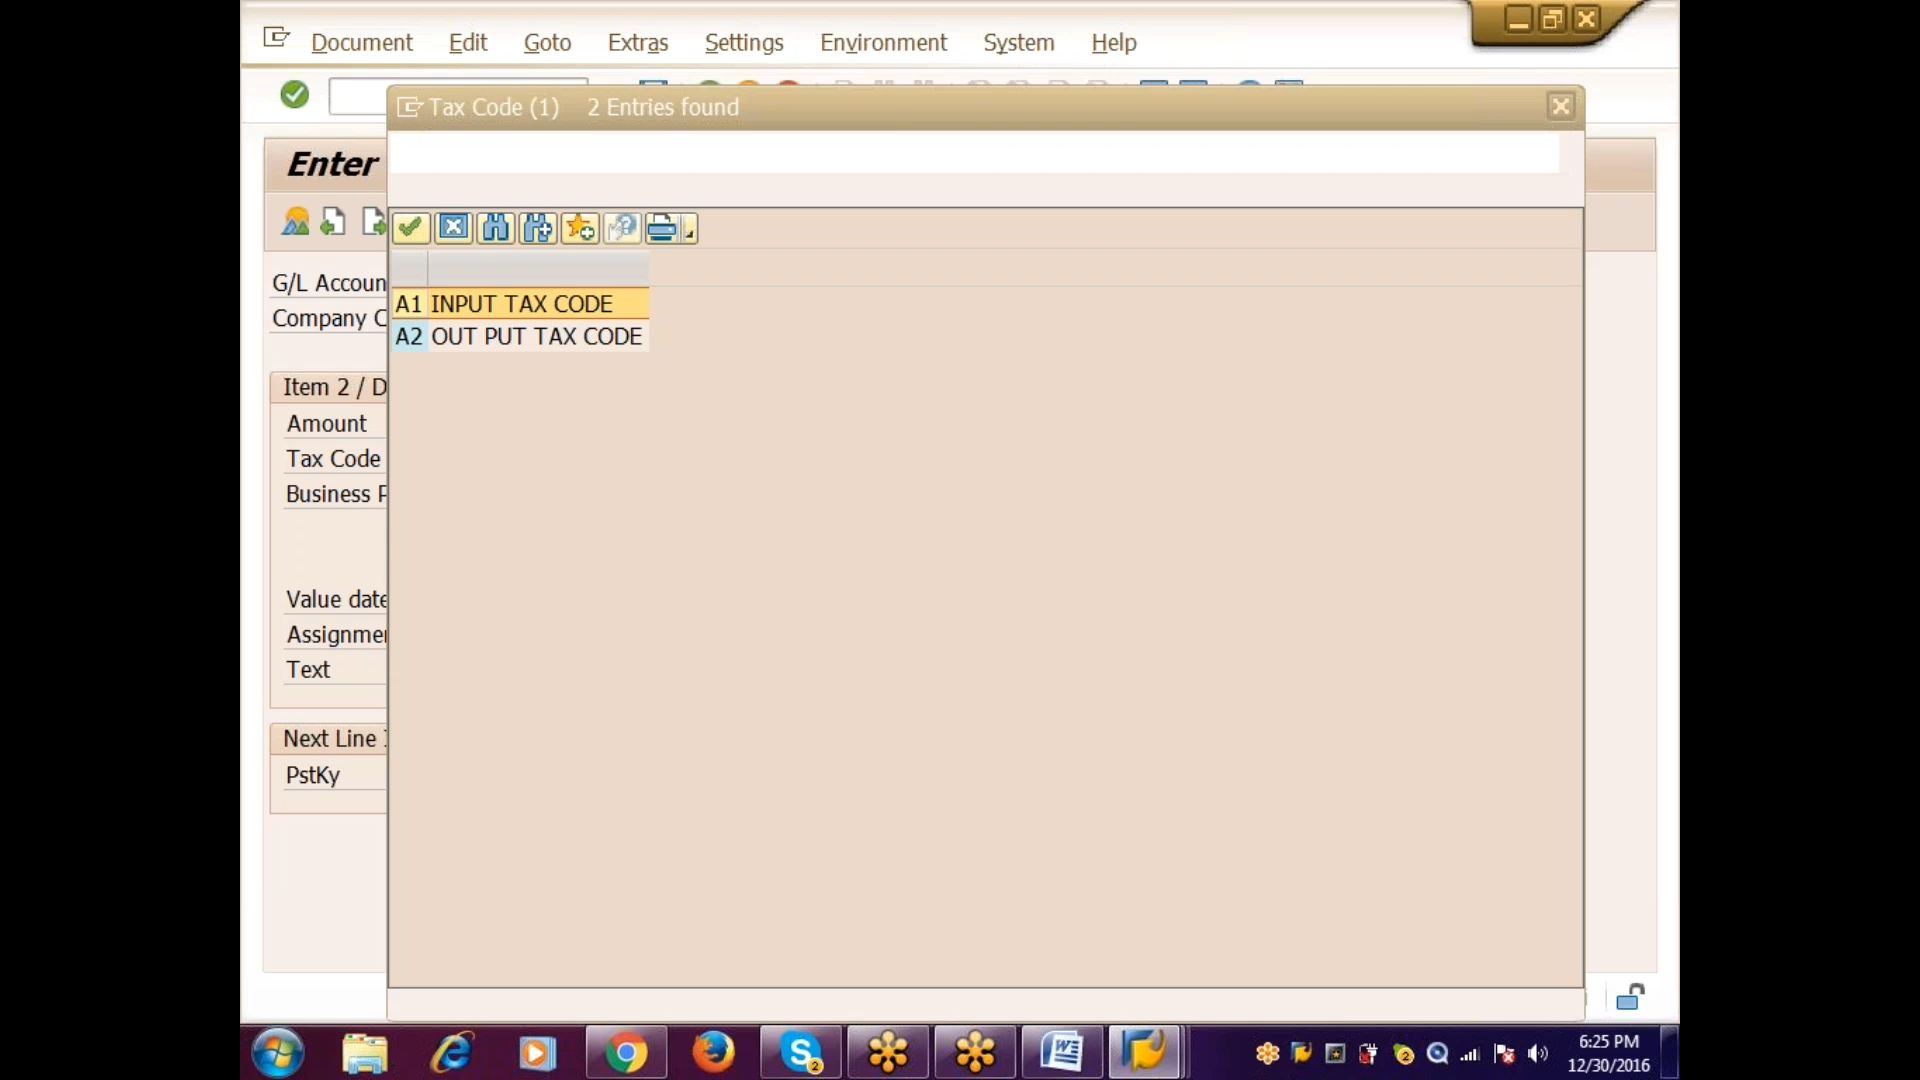 Document Edit Goto Extras Settings Environment System Help
Tax Code (1) 2 Entries found
Enter
G/L Accoun
Company C
A1 INPUT TAX CODE
A2 OUT PUT TAX CODE
Item 2 / D
Amount
Tax Code
Business P
Value date
Assignmen
Text
Next Line
PstKy
6:25 PM
12/30/2016